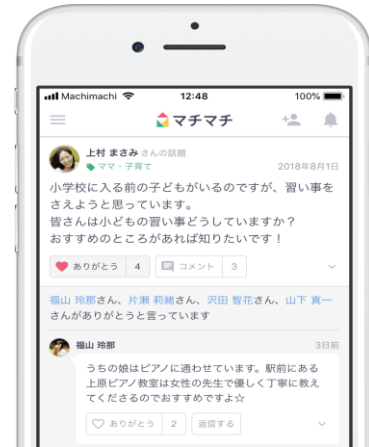 Machimachi 12:48 100%
マチマチ
上村 まさみ さんの話題
ママ・子育て 2018年8月1日
小学校に入る前の子どもがいるのですが、習い事を
さえようと思っています。
皆さんは小どもの習い事どうしていますか？
おすすめのところがあれば知りたいです！
ありがとう 4 コメント 3
福山 玲那さん、片瀬 莉緒さん、沢田 智花さん、山下 真一
さんがありがとうと言っています
福山 玲那 3日前
うちの娘はピアノに通わせています。駅前にある
上原ピアノ教室は女性の先生で優しく丁寧に教え
てくださるのでおすすめですよ☆
ありがとう 2 返信する